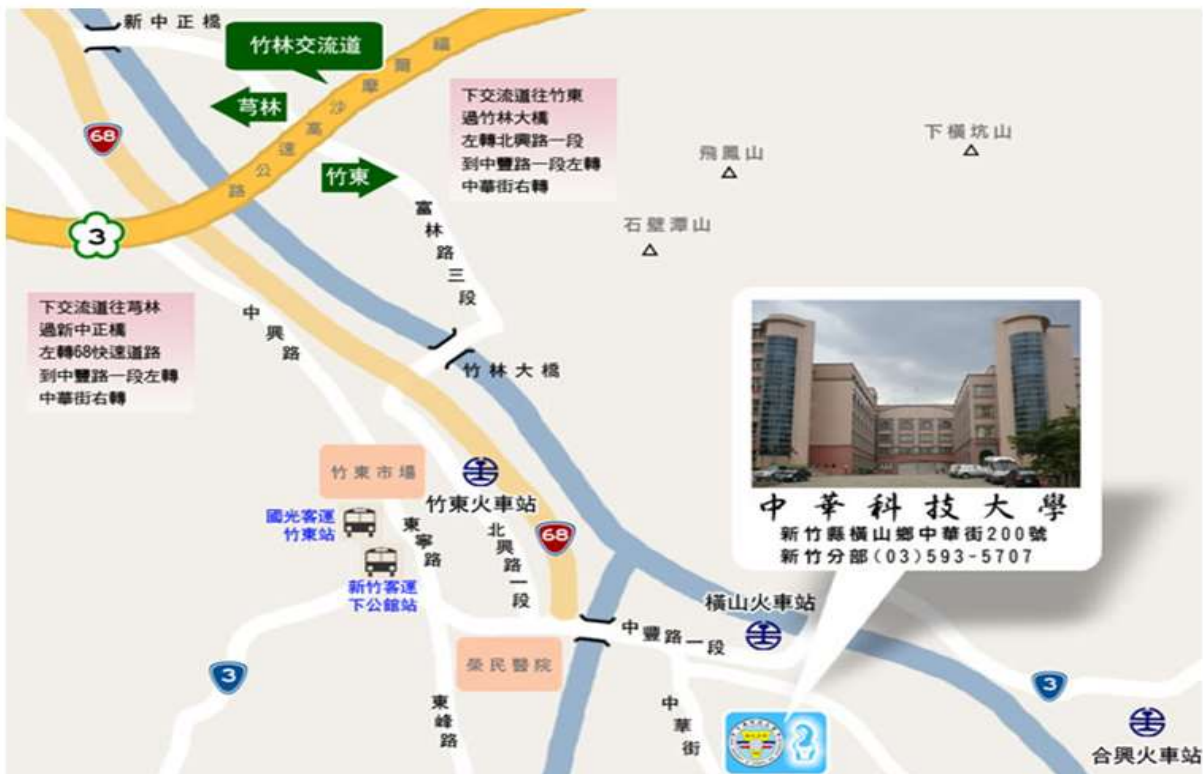 新中正橋
竹林交流道
福爾摩沙高速公路
芎林
68
竹東
3
下交流道往竹東
過竹林大橋
左轉北興路一段
到中豐路一段左轉
中華街右轉
下橫坑山
飛鳳山
石壁潭山
富林路三段
下交流道往芎林
過新中正橋
左轉68快速道路
到中豐路一段左轉
中華街右轉
中興路
竹林大橋
竹東市場
竹東火車站
國光客運
竹東站
東寧路
北興路一段
68
新竹客運
下公館站
中華科技大學
新竹縣橫山鄉中華街200號
新竹分部(03)593-5707
橫山火車站
中豐路一段
榮民醫院
3
東峰路
中華街
3
合興火車站